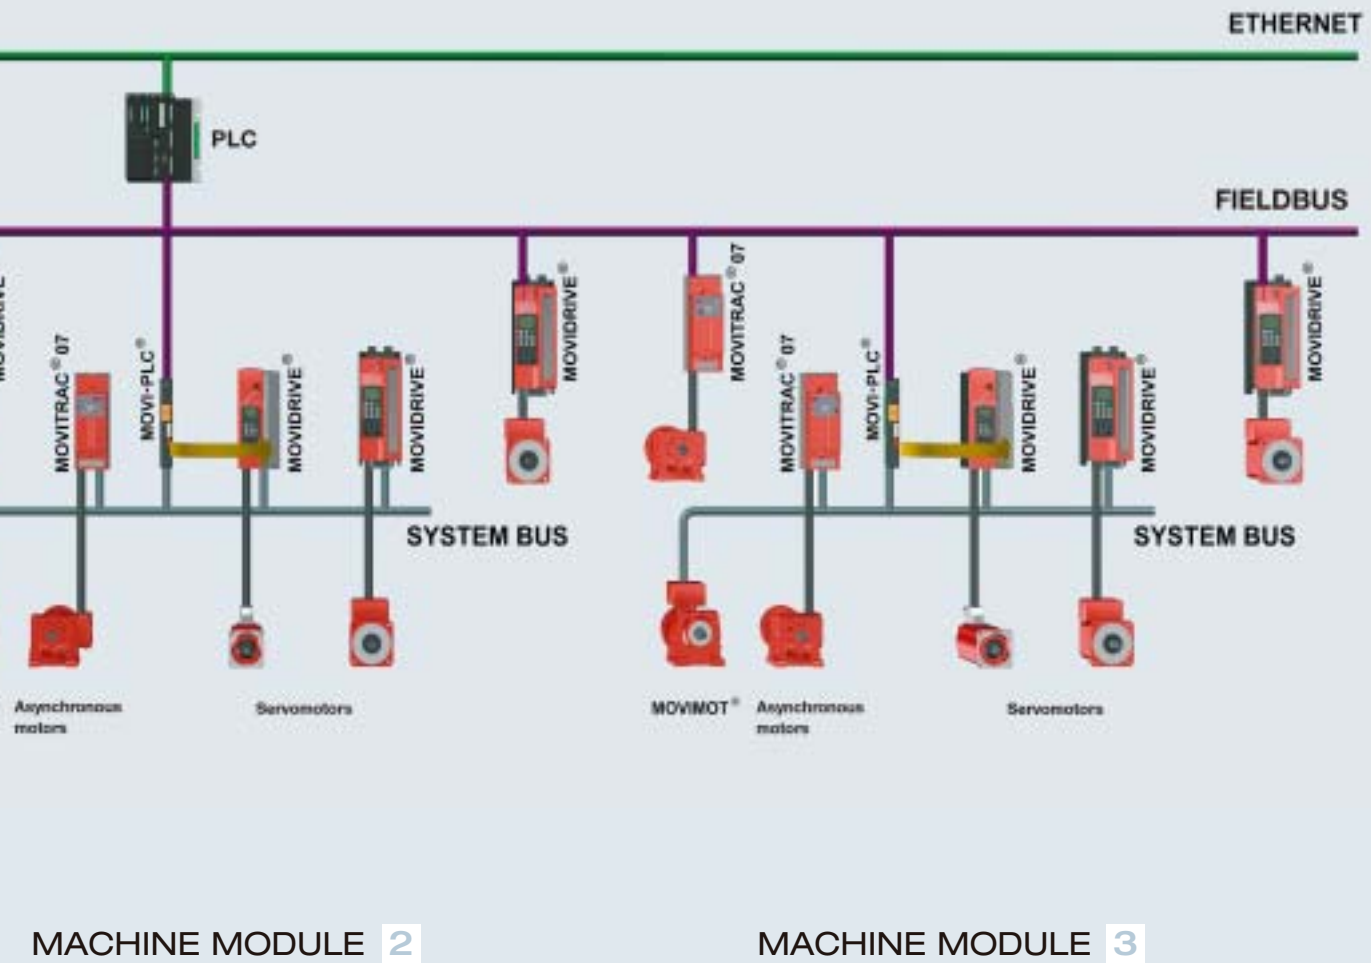 ETHERNET
PLC
FIELDBUS
MOVITRAC® 07
MOVI-PLC®
MOVIDRIVE®
MOVIDRIVE®
MOVIDRIVE®
MOVITRAC® 07
MOVITRAC® 07
MOVI-PLC®
MOVIDRIVE®
MOVIDRIVE®
MOVIDRIVE®
SYSTEM BUS
SYSTEM BUS
Asynchronous
motors
Servomotors
MOVIMOT®
Asynchronous
motors
Servomotors
MACHINE MODULE 2
MACHINE MODULE 3